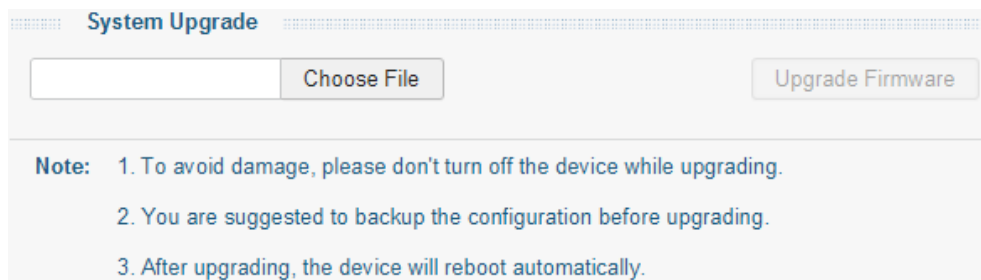 System Upgrade
Choose File Upgrade Firmware
Note: 1. To avoid damage, please don't turn off the device while upgrading.
2. You are suggested to backup the configuration before upgrading.
3. After upgrading, the device will reboot automatically.